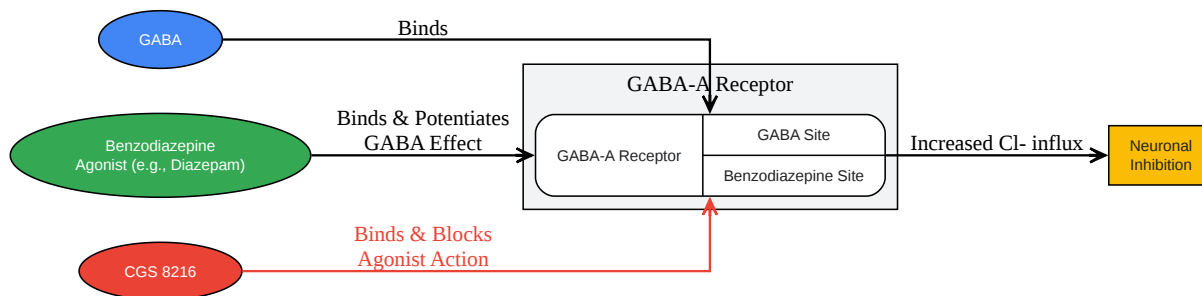 GABA
Binds
GABA-A Receptor
Binds & Potentiates
GABA Effect
Benzodiazepine
Agonist (e.g., Diazepam)
GABA-A Receptor
GABA Site
Benzodiazepine Site
Increased Cl- influx
Neuronal
Inhibition
Binds & Blocks
Agonist Action
CGS 8216